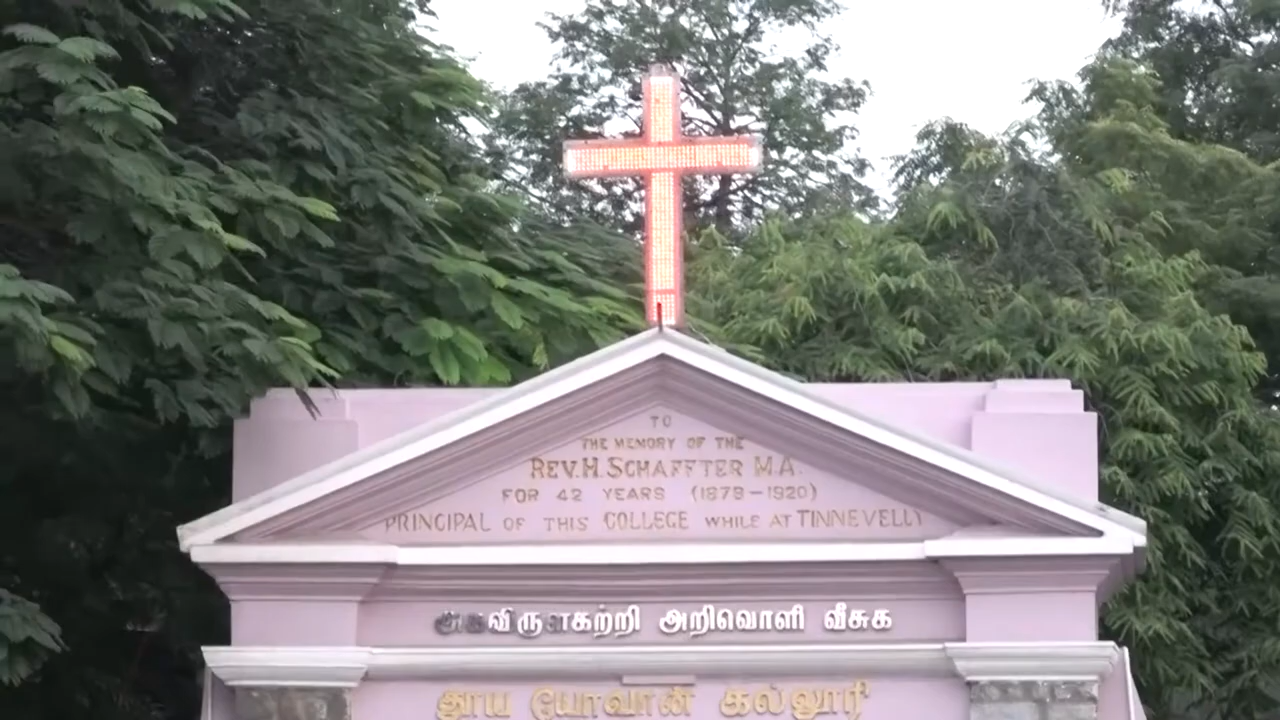 TO
THE MEMORY OF THE
REV. H. SCHAFFTER M.A.
FOR 42 YEARS (1878-1920)
PRINCIPAL OF THIS COLLEGE WHILE AT TINNEVELLY
அகவிருளகற்றி அறிவொளி வீசுக
தூய யோவான் கல்லூரி